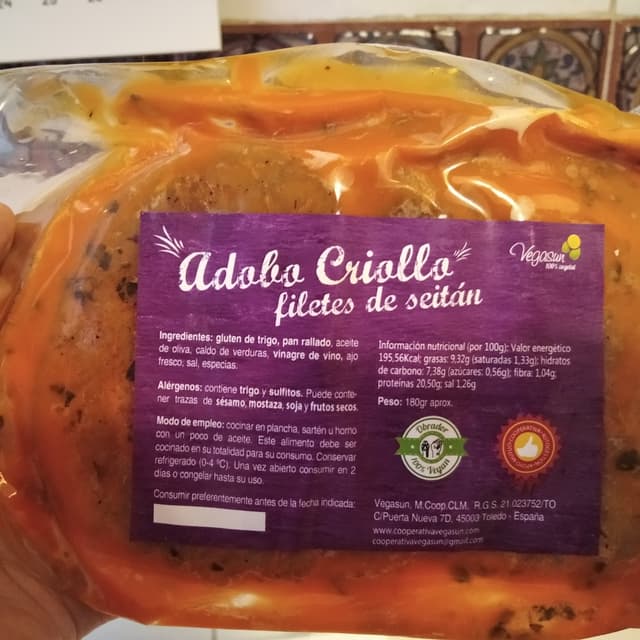 24 25 26
Adobo Criollo
filetes de seitán
Vegasun
100% vegetal
Ingredientes: gluten de trigo, pan rallado, aceite
de oliva, caldo de verduras, vinagre de vino, ajo
fresco, sal, especias.
Alérgenos: contiene trigo y sulfitos. Puede conte-
ner trazas de sésamo, mostaza, soja y frutos secos.
Modo de empleo: cocinar en plancha, sartén u horno
con un poco de aceite. Este alimento debe ser
cocinado en su totalidad para su consumo. Conservar
refrigerado (0-4 ºC). Una vez abierto consumir en 2
días o congelar hasta su uso.
Consumir preferentemente antes de la fecha indicada:
Información nutricional (por 100g): Valor energético
195,56Kcal; grasas: 9,32g (saturadas 1,33g); hidratos
de carbono: 7,38g (azúcares: 0,56g); fibra: 1,04g;
proteínas 20,50g; sal 1,26g
Peso: 180gr aprox.
Obrador
100% Vegan
Vegasun, M.Coop.CLM. R.G.S. 21.023752/TO
C/Puerta Nueva 7D, 45003 Toledo - España
www.cooperativavegasun.com
cooperativavegasun@gmail.com